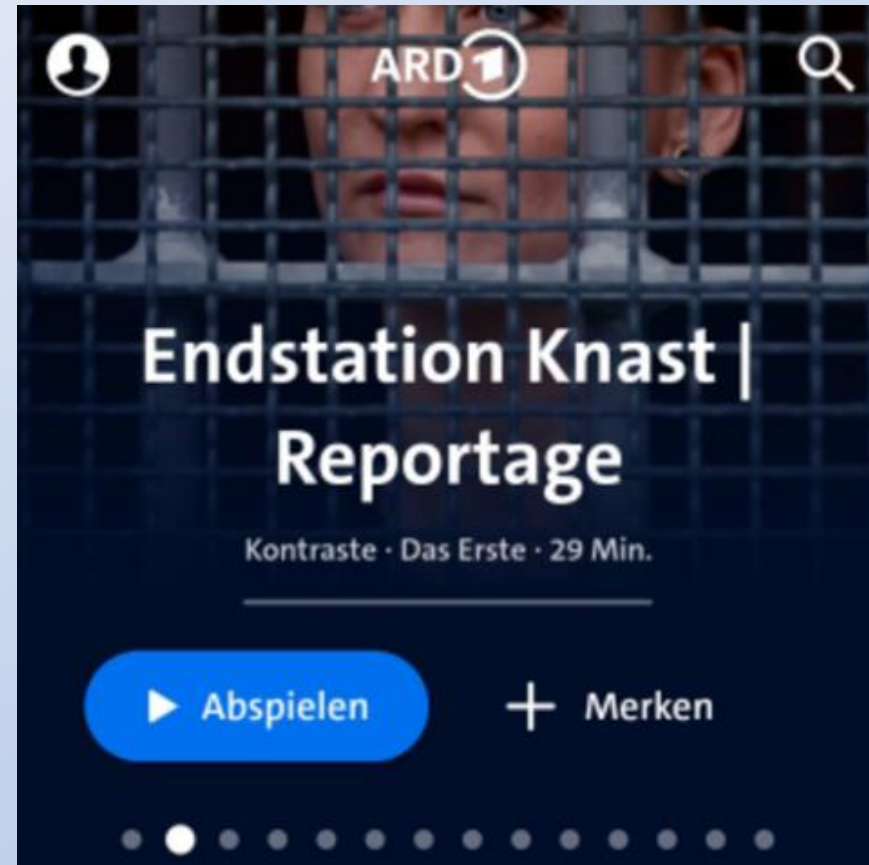 ARD 1
Endstation Knast |
Reportage
Kontraste · Das Erste · 29 Min.
Abspielen
Merken